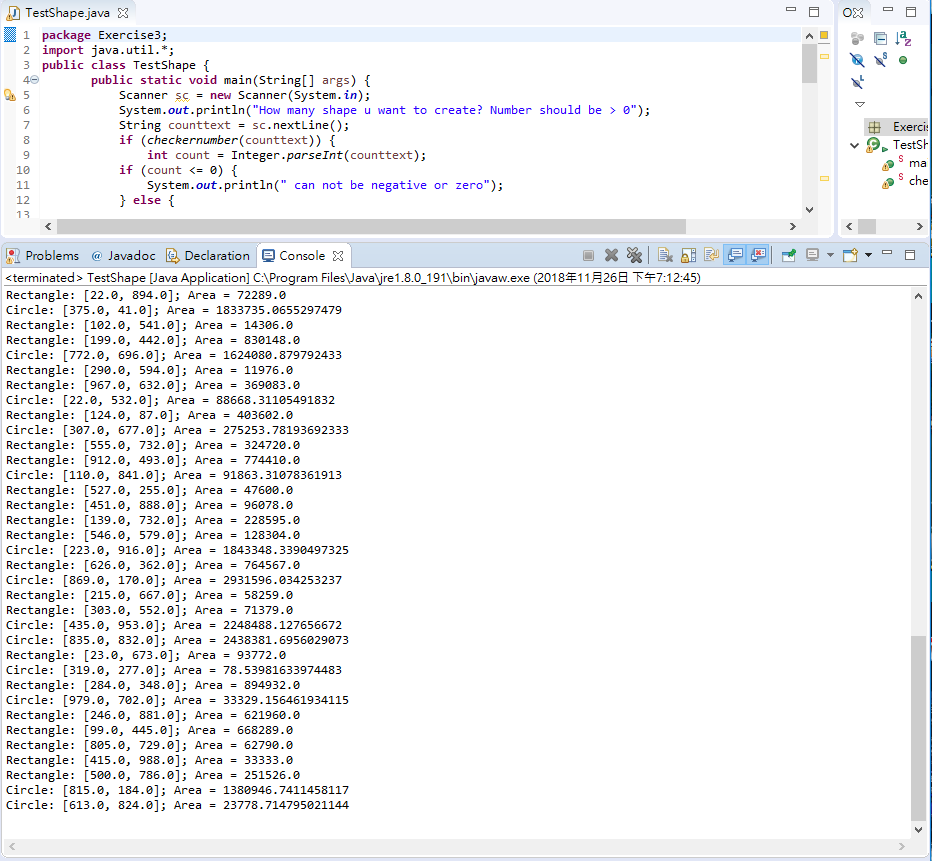 TestShape.java
1 package Exercise3;
2 import java.util.*;
3 public class TestShape {
4 public static void main(String[] args) {
5 Scanner sc = new Scanner(System.in);
6 System.out.println("How many shape u want to create? Number should be > 0");
7 String counttext = sc.nextLine();
8 if (checkernumber(counttext)) {
9 int count = Integer.parseInt(counttext);
10 if (count <= 0) {
11 System.out.println(" can not be negative or zero");
12 } else {
13
Exercis
TestSh
ma
che
Problems @ Javadoc Declaration Console
<terminated> TestShape [Java Application] C:\Program Files\Java\jre1.8.0_191\bin\javaw.exe (2018年11月26日 下午7:12:45)
Rectangle: [22.0, 894.0]; Area = 72289.0
Circle: [375.0, 41.0]; Area = 1833735.0655297479
Rectangle: [102.0, 541.0]; Area = 14306.0
Rectangle: [199.0, 442.0]; Area = 830148.0
Circle: [772.0, 696.0]; Area = 1624080.879792433
Rectangle: [290.0, 594.0]; Area = 11976.0
Rectangle: [967.0, 632.0]; Area = 369083.0
Circle: [22.0, 532.0]; Area = 88668.31105491832
Rectangle: [124.0, 87.0]; Area = 403602.0
Circle: [307.0, 677.0]; Area = 275253.78193692333
Rectangle: [555.0, 732.0]; Area = 324720.0
Rectangle: [912.0, 493.0]; Area = 774410.0
Circle: [110.0, 841.0]; Area = 91863.31078361913
Rectangle: [527.0, 255.0]; Area = 47600.0
Rectangle: [451.0, 888.0]; Area = 96078.0
Rectangle: [139.0, 732.0]; Area = 228595.0
Rectangle: [546.0, 579.0]; Area = 128304.0
Circle: [223.0, 916.0]; Area = 1843348.3390497325
Rectangle: [626.0, 362.0]; Area = 764567.0
Circle: [869.0, 170.0]; Area = 2931596.034253237
Rectangle: [215.0, 667.0]; Area = 58259.0
Rectangle: [303.0, 552.0]; Area = 71379.0
Circle: [435.0, 953.0]; Area = 2248488.127656672
Circle: [835.0, 832.0]; Area = 2438381.6956029073
Rectangle: [23.0, 673.0]; Area = 93772.0
Circle: [319.0, 277.0]; Area = 78.53981633974483
Rectangle: [284.0, 348.0]; Area = 894932.0
Circle: [979.0, 702.0]; Area = 33329.156461934115
Rectangle: [246.0, 881.0]; Area = 621960.0
Rectangle: [99.0, 445.0]; Area = 668289.0
Rectangle: [805.0, 729.0]; Area = 62790.0
Rectangle: [415.0, 988.0]; Area = 33333.0
Rectangle: [500.0, 786.0]; Area = 251526.0
Circle: [815.0, 184.0]; Area = 1380946.7411458117
Circle: [613.0, 824.0]; Area = 23778.714795021144